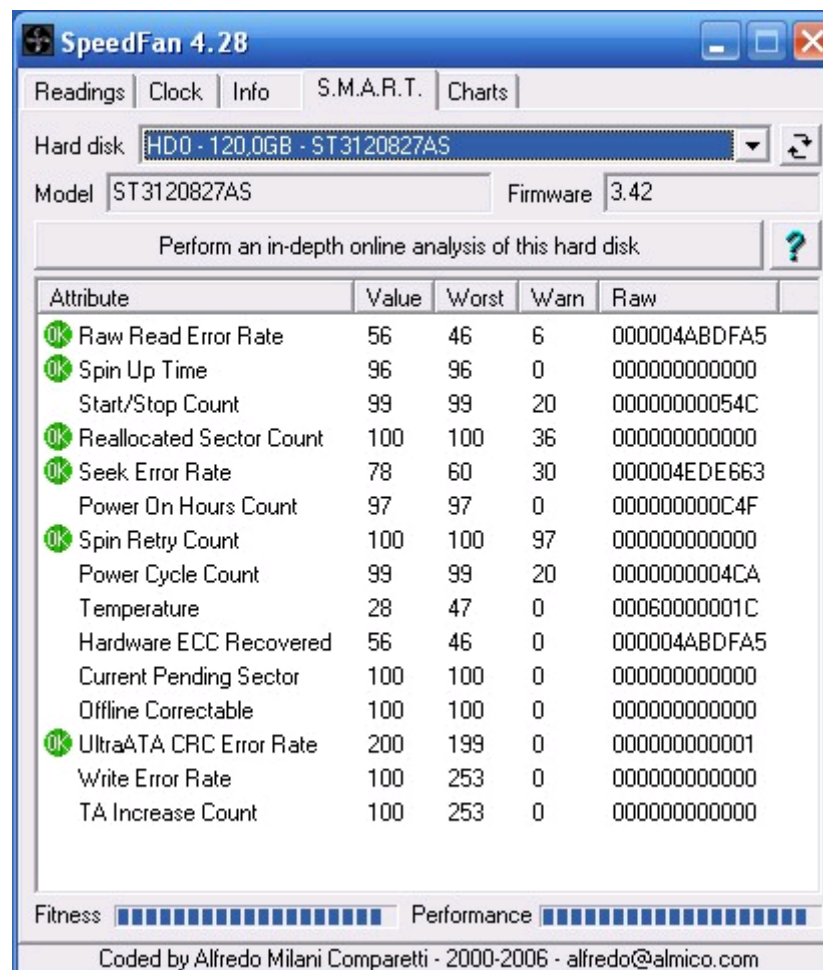 SpeedFan 4.28
Readings Clock Info S.M.A.R.T. Charts
Hard disk HD0 - 120,0GB - ST3120827AS
Model ST3120827AS Firmware 3.42
Perform an in-depth online analysis of this hard disk ?
Attribute Value Worst Warn Raw
OK Raw Read Error Rate 56 46 6 000004ABDFA5
OK Spin Up Time 96 96 0 000000000000
Start/Stop Count 99 99 20 00000000054C
OK Reallocated Sector Count 100 100 36 000000000000
OK Seek Error Rate 78 60 30 000004EDE663
Power On Hours Count 97 97 0 000000000C4F
OK Spin Retry Count 100 100 97 000000000000
Power Cycle Count 99 99 20 0000000004CA
Temperature 28 47 0 00060000001C
Hardware ECC Recovered 56 46 0 000004ABDFA5
Current Pending Sector 100 100 0 000000000000
Offline Correctable 100 100 0 000000000000
OK UltraATA CRC Error Rate 200 199 0 000000000001
Write Error Rate 100 253 0 000000000000
TA Increase Count 100 253 0 000000000000
Fitness Performance
Coded by Alfredo Milani Comparetti - 2000-2006 - alfredo@almico.com